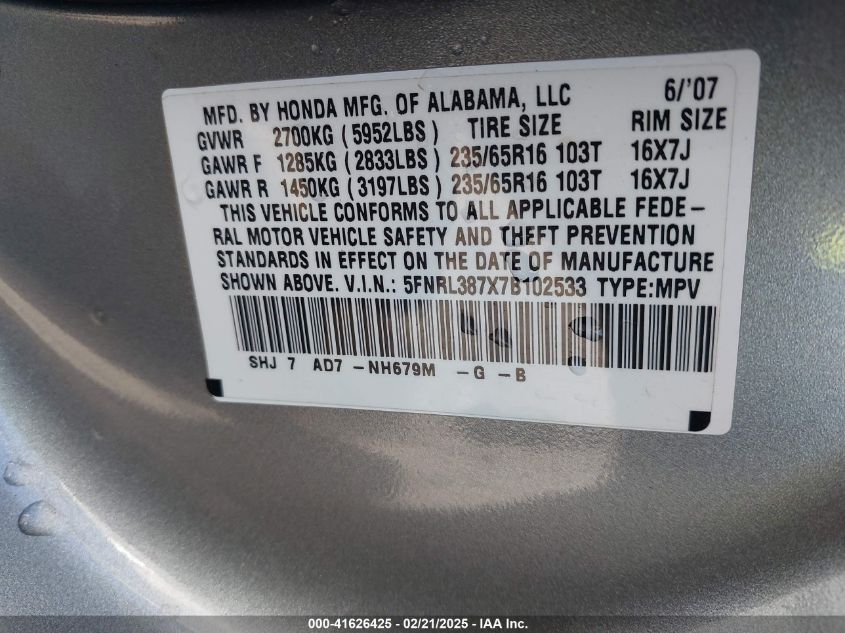 MFD. BY HONDA MFG. OF ALABAMA, LLC 6/'07
GVWR 2700KG (5952LBS) TIRE SIZE RIM SIZE
GAWR F 1285KG (2833LBS) 235/65R16 103T 16X7J
GAWR R 1450KG (3197LBS) 235/65R16 103T 16X7J
THIS VEHICLE CONFORMS TO ALL APPLICABLE FEDE-
RAL MOTOR VEHICLE SAFETY AND THEFT PREVENTION
STANDARDS IN EFFECT ON THE DATE OF MANUFACTURE
SHOWN ABOVE. V.I.N.: 5FNRL387X7B102533 TYPE:MPV
SHJ 7 AD7 -NH679M -G -B
000-41626425 - 02/21/2025 - IAA Inc.